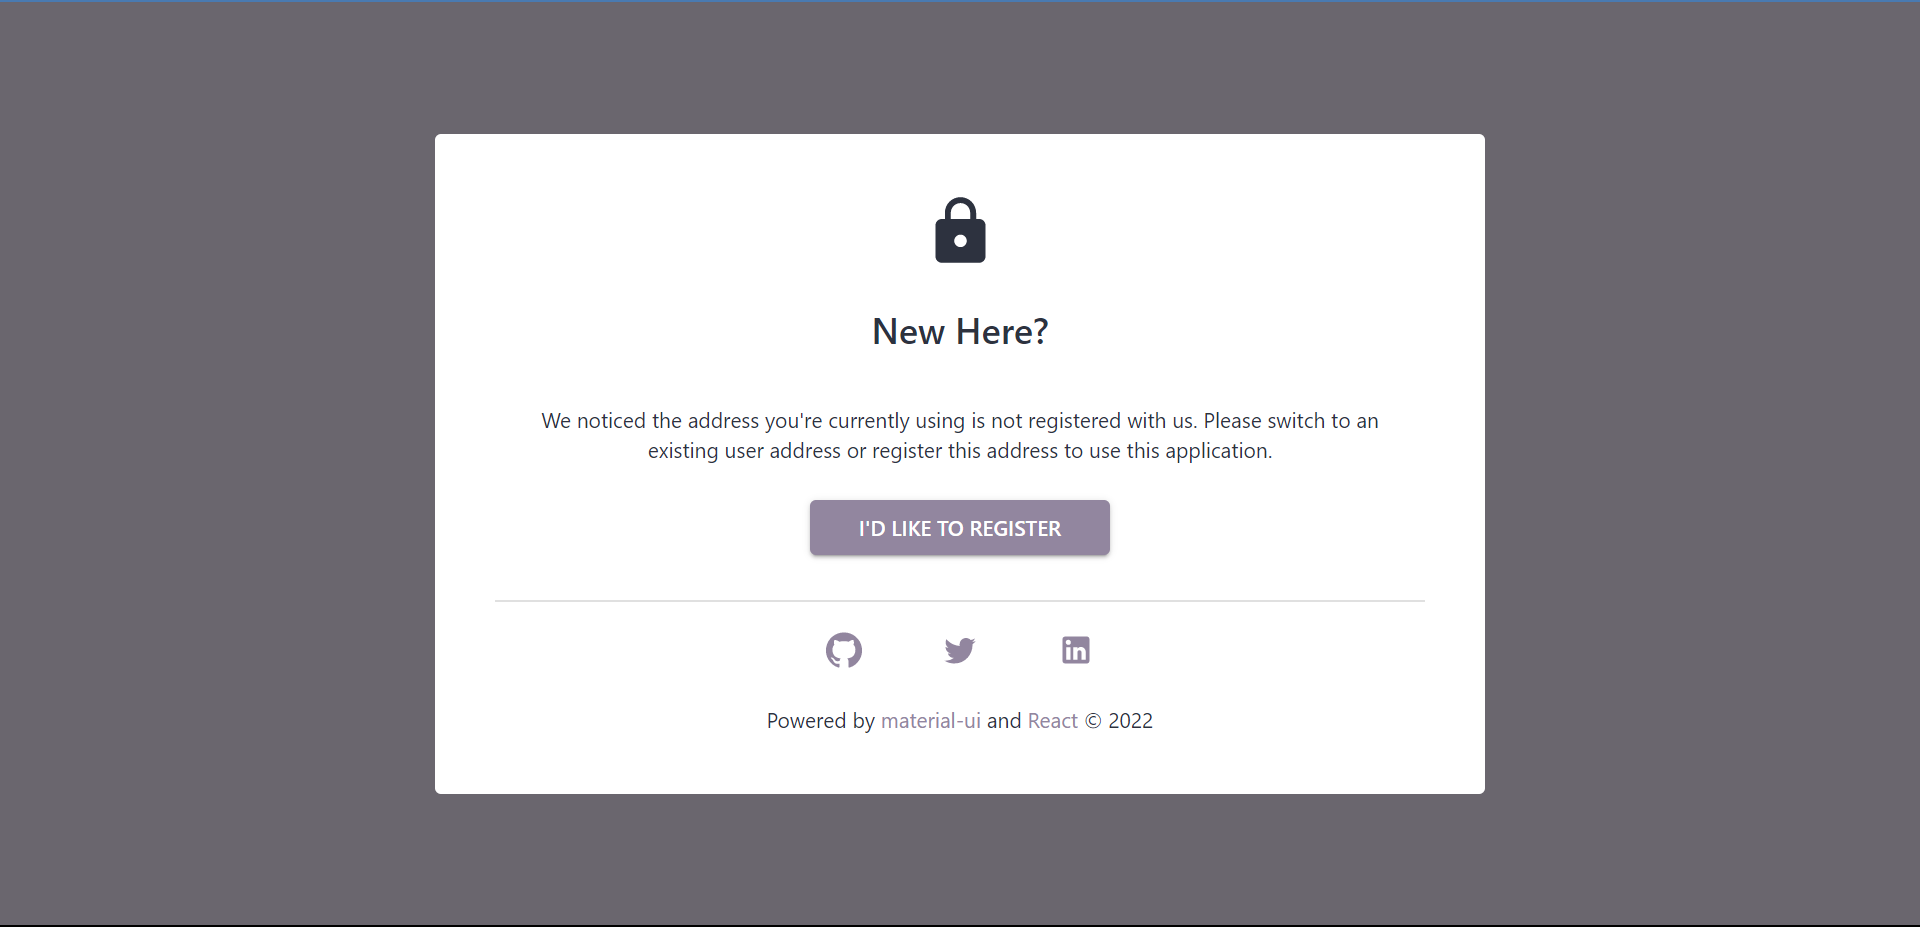 New Here?
We noticed the address you're currently using is not registered with us. Please switch to an
existing user address or register this address to use this application.
I'D LIKE TO REGISTER
in
Powered by material-ui and React © 2022